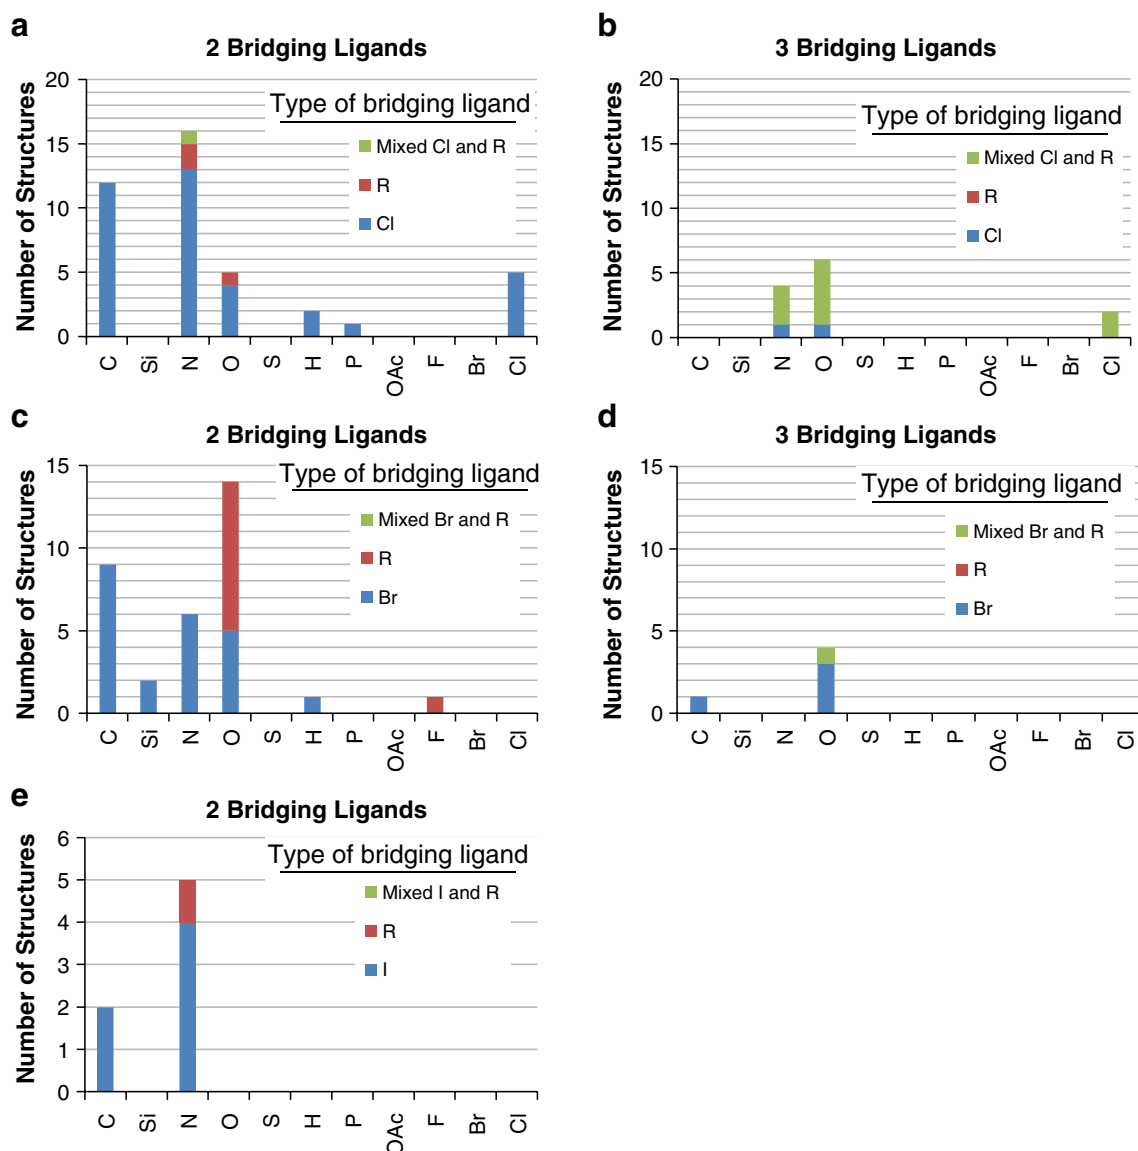 a
2 Bridging Ligands
Number of Structures
20
15
10
5
0
Type of bridging ligand
Mixed Cl and R
R
Cl
C
Si
N
O
S
H
P
OAc
F
Br
Cl
b
3 Bridging Ligands
Number of Structures
20
15
10
5
0
Type of bridging ligand
Mixed Cl and R
R
Cl
C
Si
N
O
S
H
P
OAc
F
Br
Cl
c
2 Bridging Ligands
Number of Structures
15
10
5
0
Type of bridging ligand
Mixed Br and R
R
Br
C
Si
N
O
S
H
P
OAc
F
Br
Cl
d
3 Bridging Ligands
Number of Structures
15
10
5
0
Type of bridging ligand
Mixed Br and R
R
Br
C
Si
N
O
S
H
P
OAc
F
Br
Cl
e
2 Bridging Ligands
Number of Structures
6
5
4
3
2
1
0
Type of bridging ligand
Mixed I and R
R
I
C
Si
N
O
S
H
P
OAc
F
Br
Cl